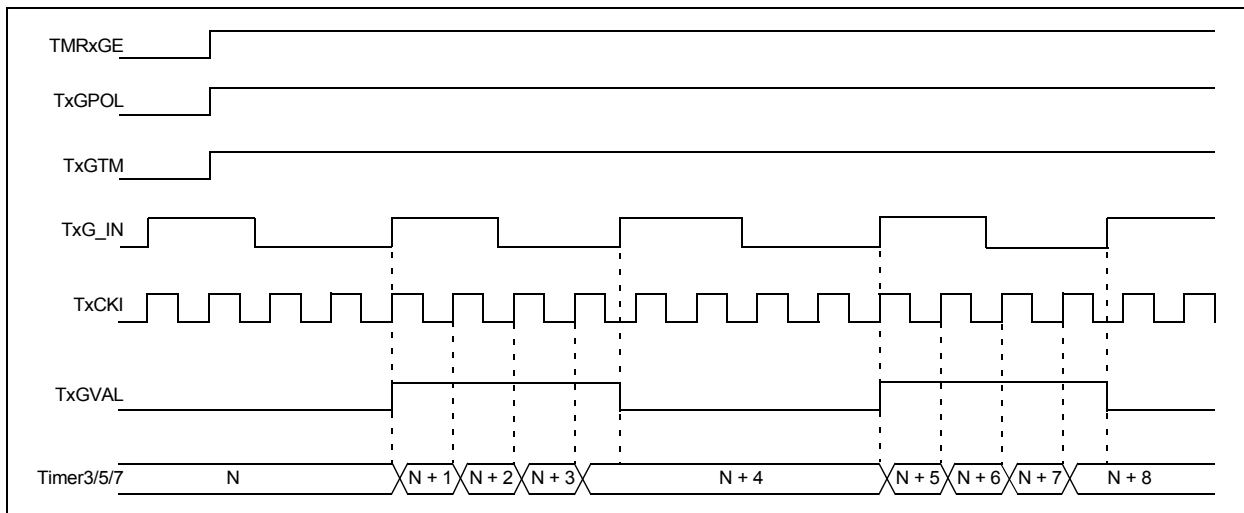 TMRxGE
TxGPOL
TxGTM
TxG_IN
TxCKI
TxGVAL
Timer3/5/7 N N + 1 N + 2 N + 3 N + 4 N + 5 N + 6 N + 7 N + 8